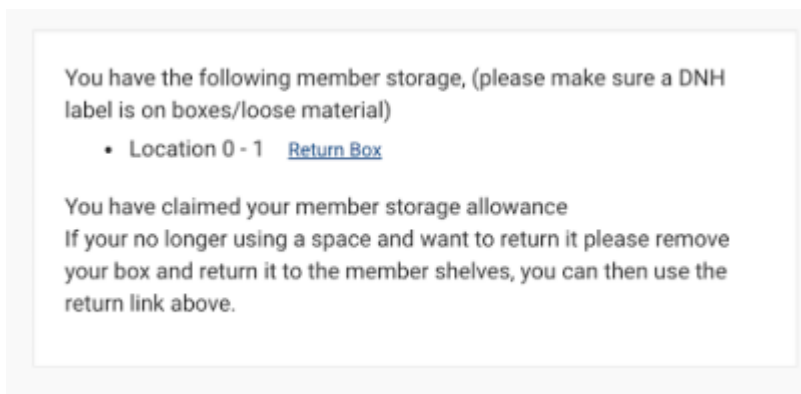 You have the following member storage, (please make sure a DNH
label is on boxes/loose material)
• Location 0 - 1 Return Box
You have claimed your member storage allowance
If your no longer using a space and want to return it please remove
your box and return it to the member shelves, you can then use the
return link above.